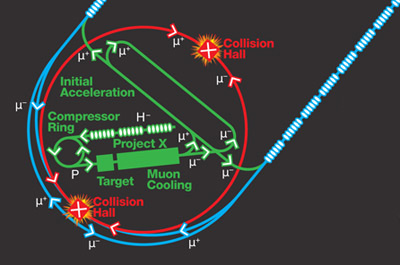 μ⁺
μ⁺
Collision
Hall
Initial
Acceleration
μ⁻
μ⁻
Compressor
Ring
H⁻
μ⁺
μ⁻
Project X
μ⁻
μ⁻
P
Target
Muon
Cooling
Collision
Hall
μ⁺
μ⁻
μ⁺